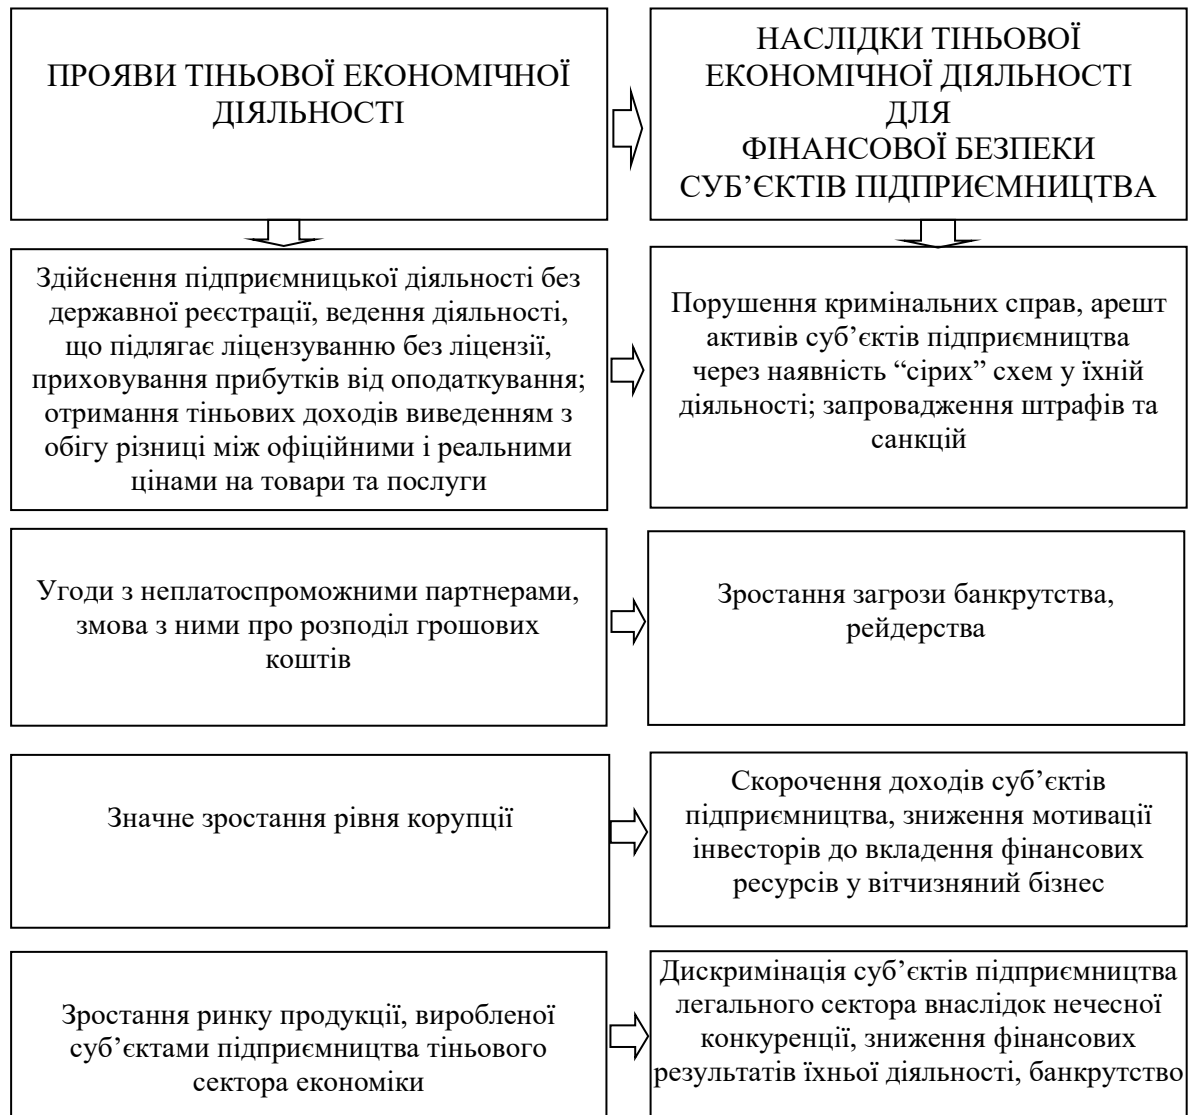 ПРОЯВИ ТІНЬОВОЇ ЕКОНОМІЧНОЇ
ДІЯЛЬНОСТІ
НАСЛІДКИ ТІНЬОВОЇ
ЕКОНОМІЧНОЇ ДІЯЛЬНОСТІ
ДЛЯ
ФІНАНСОВОЇ БЕЗПЕКИ
СУБ’ЄКТІВ ПІДПРИЄМНИЦТВА
Здійснення підприємницької діяльності без
державної реєстрації, ведення діяльності,
що підлягає ліцензуванню без ліцензії,
приховування прибутків від оподаткування;
отримання тіньових доходів виведенням з
обігу різниці між офіційними і реальними
цінами на товари та послуги
Порушення кримінальних справ, арешт
активів суб’єктів підприємництва
через наявність “сірих” схем у їхній
діяльності; запровадження штрафів та
санкцій
Угоди з неплатоспроможними партнерами,
змова з ними про розподіл грошових
коштів
Зростання загрози банкрутства,
рейдерства
Значне зростання рівня корупції
Скорочення доходів суб’єктів
підприємництва, зниження мотивації
інвесторів до вкладення фінансових
ресурсів у вітчизняний бізнес
Зростання ринку продукції, виробленої
суб’єктами підприємництва тіньового
сектора економіки
Дискримінація суб’єктів підприємництва
легального сектора внаслідок нечесної
конкуренції, зниження фінансових
результатів їхньої діяльності, банкрутство